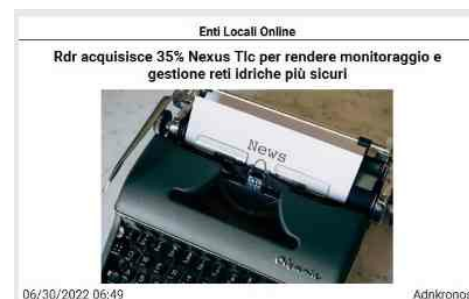 Enti Locali Online
Rdr acquisisce 35% Nexus Tlc per rendere monitoraggio e
gestione reti idriche più sicuri
News
Olympia
06/30/2022 06:49
Adnkronos